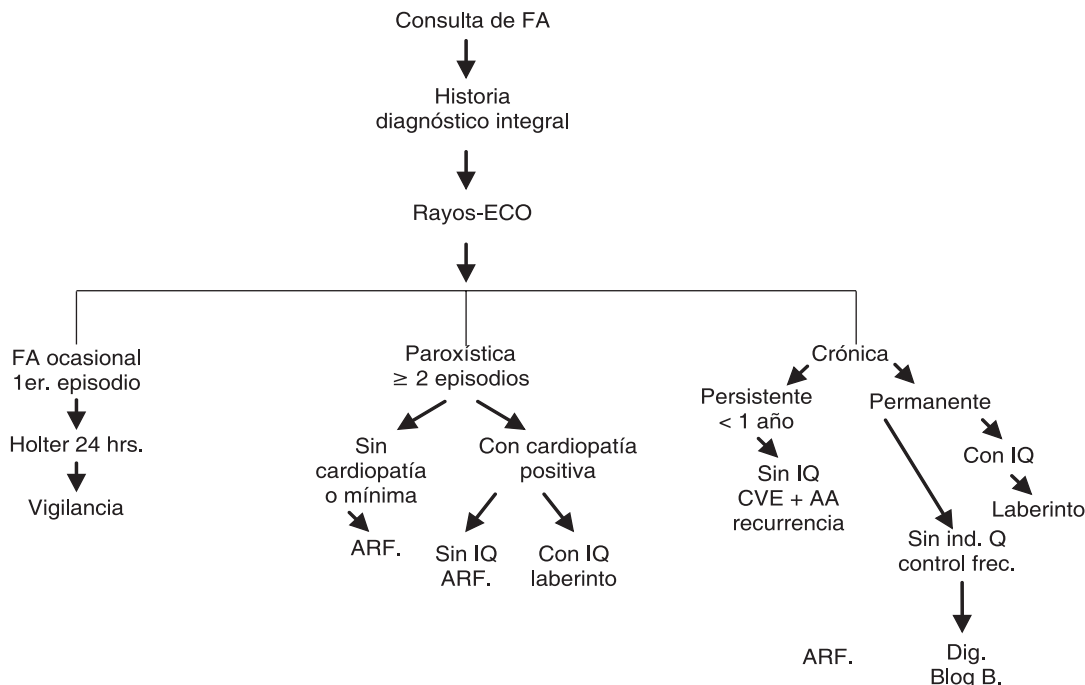 Consulta de FA
Historia
diagnóstico integral
Rayos-ECO
FA ocasional
1er. episodio
Holter 24 hrs.
Vigilancia
Paroxística
≥ 2 episodios
Sin
cardiopatía
o mínima
ARF.
Con cardiopatía
positiva
Sin IQ
ARF.
Con IQ
laberinto
Crónica
Persistente
< 1 año
Sin IQ
CVE + AA
recurrencia
Permanente
Con IQ
Laberinto
Sin ind. Q
control frec.
ARF.
Dig.
Bloq B.